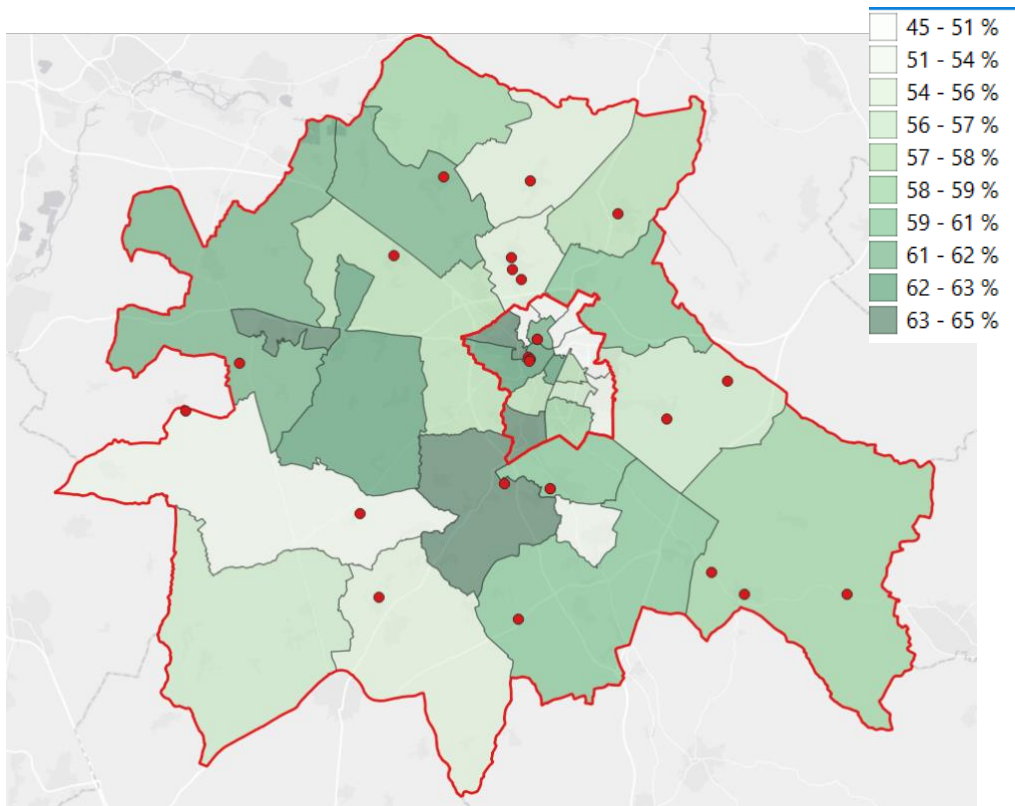 45 - 51 %
51 - 54 %
54 - 56 %
56 - 57 %
57 - 58 %
58 - 59 %
59 - 61 %
61 - 62 %
62 - 63 %
63 - 65 %